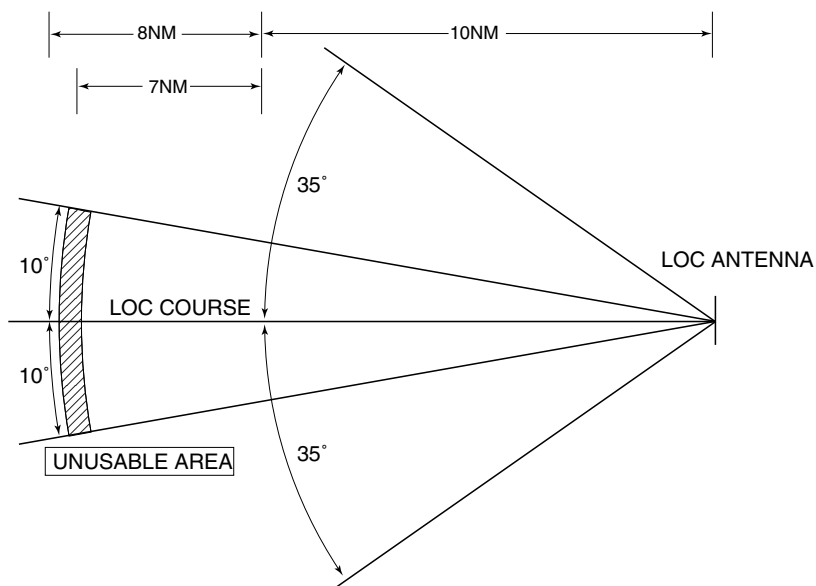 8NM
10NM
7NM
35°
10°
LOC ANTENNA
LOC COURSE
10°
35°
UNUSABLE AREA